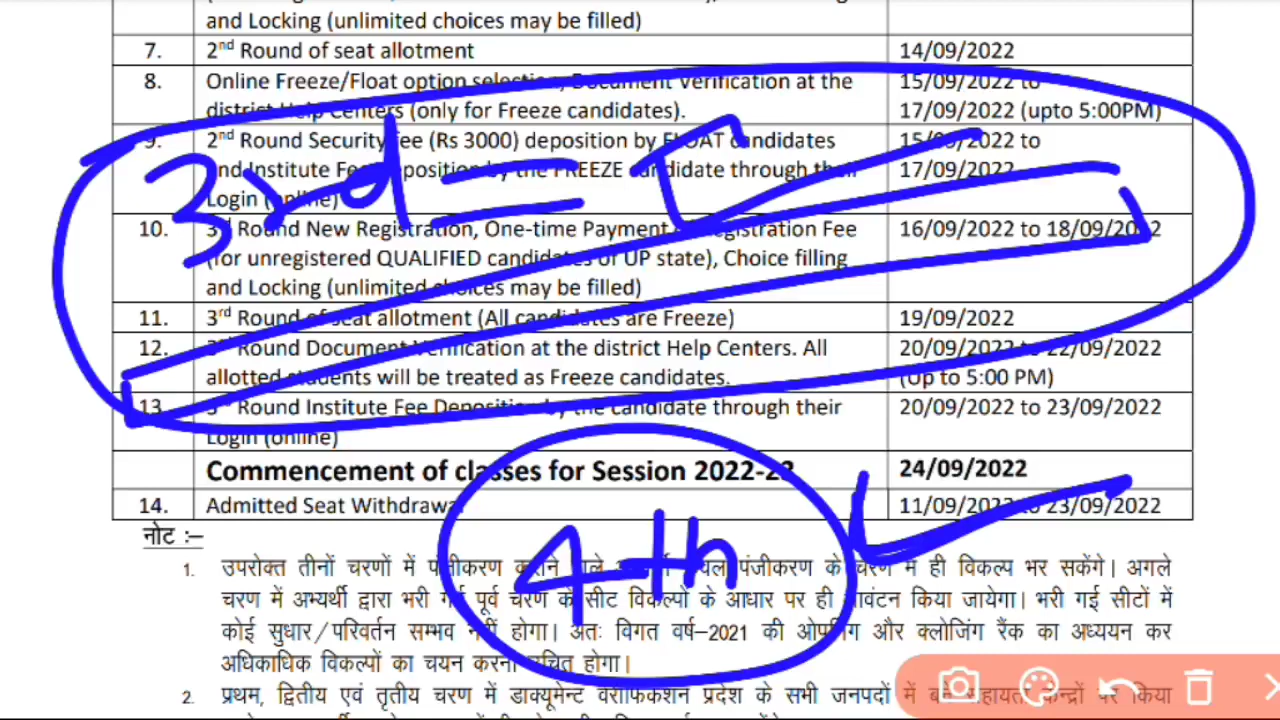 and Locking (unlimited choices may be filled)
7. 2nd Round of seat allotment 14/09/2022
8. Online Freeze/Float option selection, Document Verification at the 15/09/2022 to
district Help Centers (only for Freeze candidates). 17/09/2022 (upto 5:00PM)
9. 2nd Round Security fee (Rs 3000) deposition by FLOAT candidates 15/09/2022 to
and Institute Fee deposition by the FREEZE candidate through their 17/09/2022
Login (online)
3rd =
10. 3rd Round New Registration, One-time Payment of Registration Fee 16/09/2022 to 18/09/2022
(for unregistered QUALIFIED candidates of UP state), Choice filling
and Locking (unlimited choices may be filled)
11. 3rd Round of seat allotment (All candidates are Freeze) 19/09/2022
12. 3rd Round Document Verification at the district Help Centers. All 20/09/2022 to 22/09/2022
allotted students will be treated as Freeze candidates. (Up to 5:00 PM)
13. 3rd Round Institute Fee Deposition by the candidate through their 20/09/2022 to 23/09/2022
Login (online)
Commencement of classes for Session 2022-23 24/09/2022
14. Admitted Seat Withdrawal 11/09/2022 to 23/09/2022
नोट :–
4th
1. उपरोक्त तीनों चरणों में पंजीकरण कराने वाले पंजीकरण के चरण में ही विकल्प भर सकेंगे। अगले
चरण में अभ्यर्थी द्वारा भरी गई पूर्व चरण के सीट विकल्पों के आधार पर ही आवंटन किया जायेगा। भरी गई सीटों में
कोई सुधार/परिवर्तन सम्भव नहीं होगा। अतः विगत वर्ष–2021 की ओपनिंग और क्लोजिंग रैंक का अध्ययन कर
अधिकाधिक विकल्पों का चयन करना उचित होगा।
2. प्रथम, द्वितीय एवं तृतीय चरण में डाक्यूमेन्ट वेरीफिकेशन प्रदेश के सभी जनपदों में बने सहायता केन्द्रों पर किया